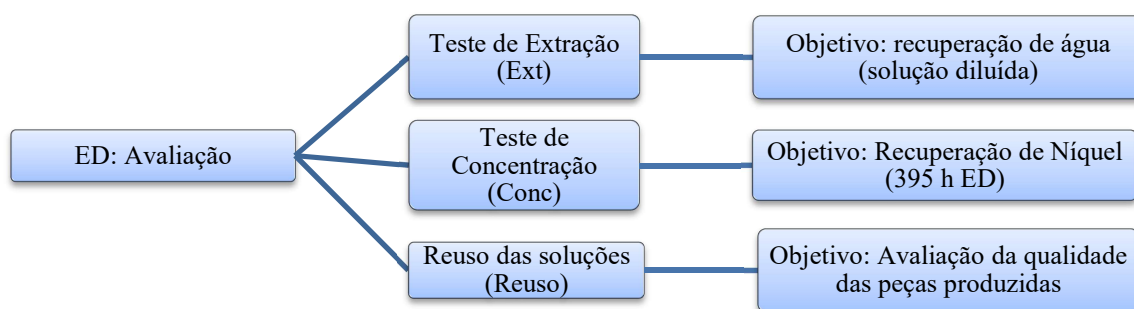 ED: Avaliação
Teste de Extração
(Ext)
Objetivo: recuperação de água
(solução diluída)
Teste de
Concentração
(Conc)
Objetivo: Recuperação de Níquel
(395 h ED)
Reuso das soluções
(Reuso)
Objetivo: Avaliação da qualidade
das peças produzidas